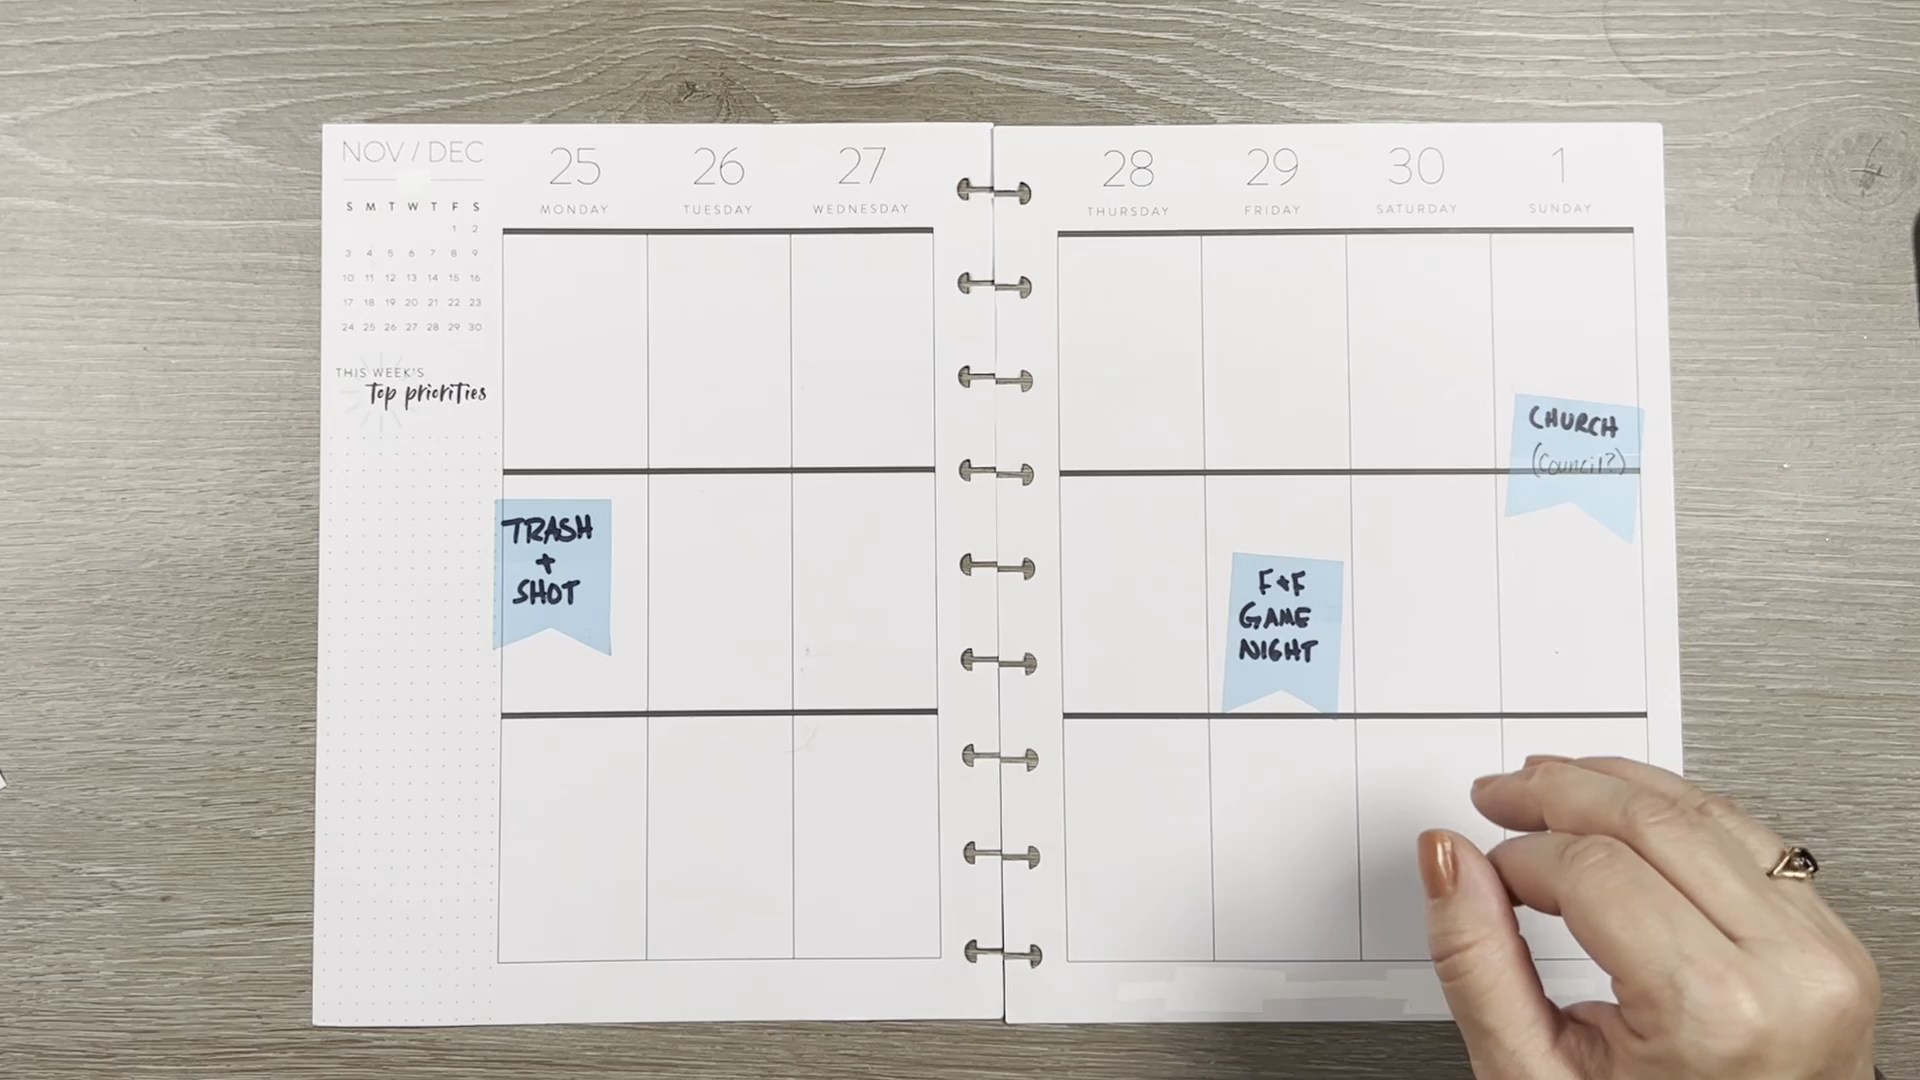 NOV / DEC
S M T W T F S
1 2
3 4 5 6 7 8 9
10 11 12 13 14 15 16
17 18 19 20 21 22 23
24 25 26 27 28 29 30
THIS WEEK'S
Top priorities
25 26 27
MONDAY TUESDAY WEDNESDAY
TRASH
+
SHOT
28 29 30 1
THURSDAY FRIDAY SATURDAY SUNDAY
CHURCH
(Council?)
F+F
GAME
NIGHT